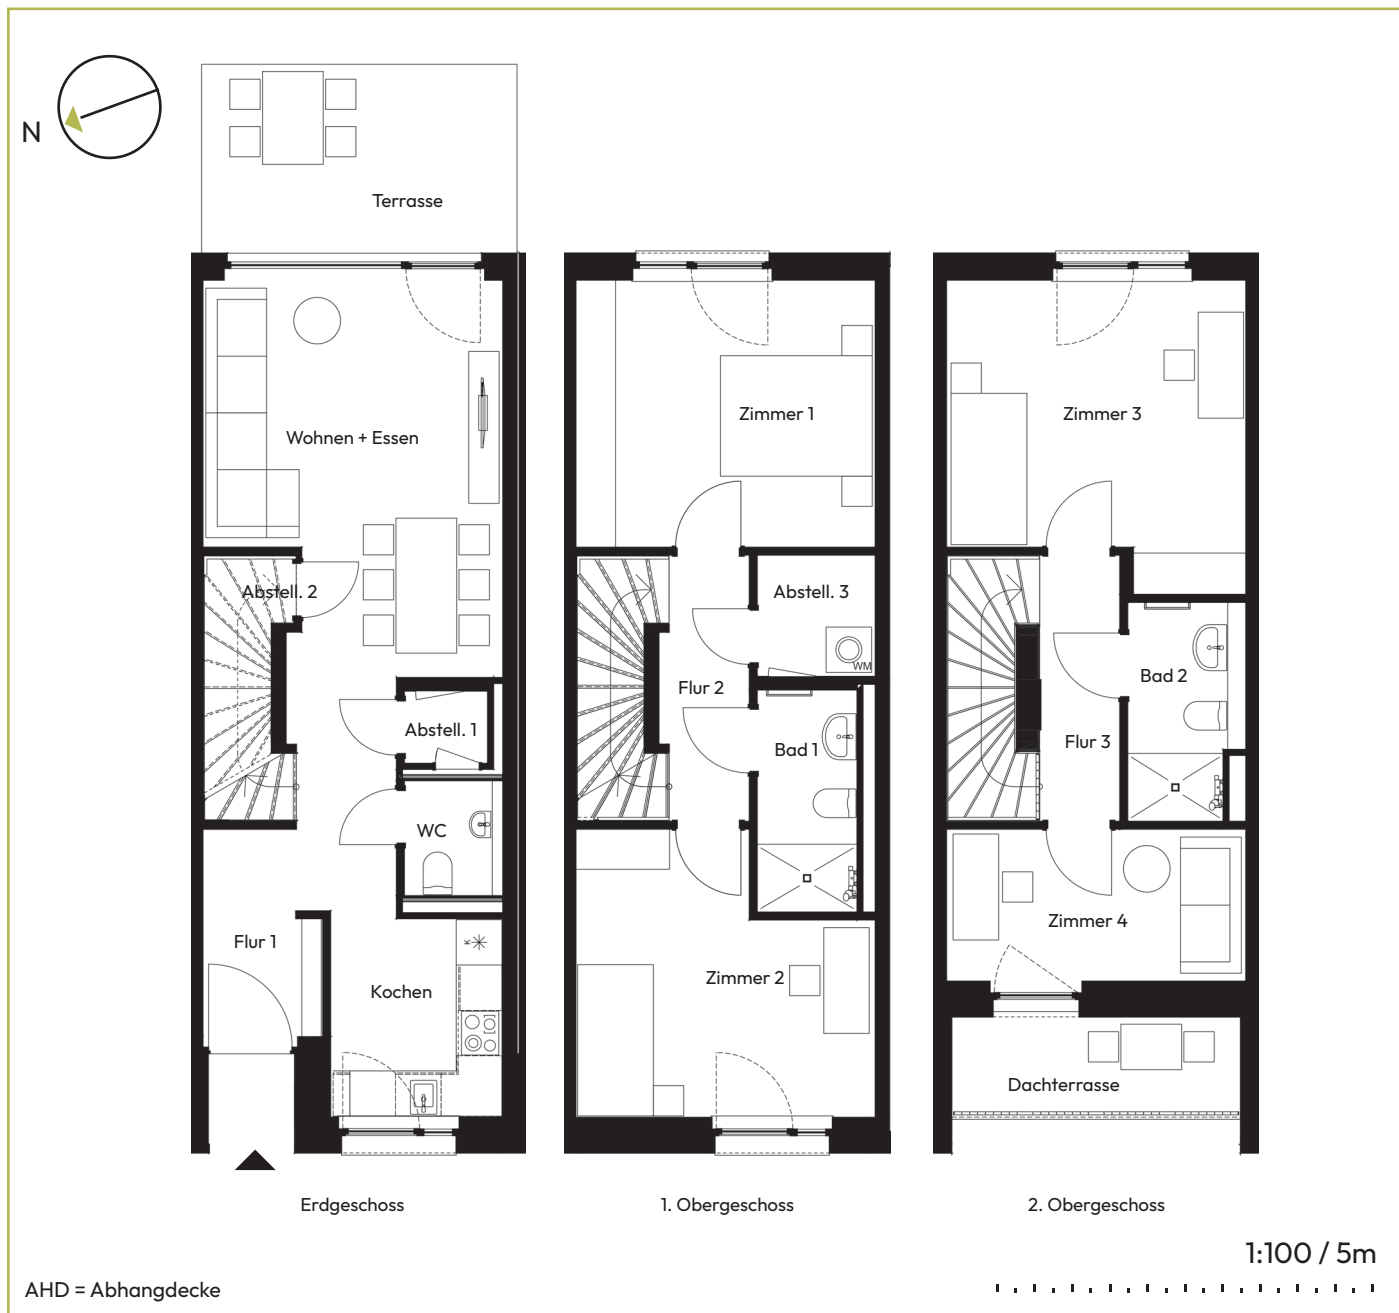 N
Terrasse
Wohnen + Essen
Abstell. 2
Abstell. 1
WC
Flur 1
K
Kochen
Erdgeschoss
Zimmer 1
Abstell. 3
WM
Flur 2
Bad 1
Zimmer 2
1. Obergeschoss
Zimmer 3
Bad 2
Flur 3
Zimmer 4
Dachterrasse
2. Obergeschoss
1:100 / 5m
AHD = Abhangdecke